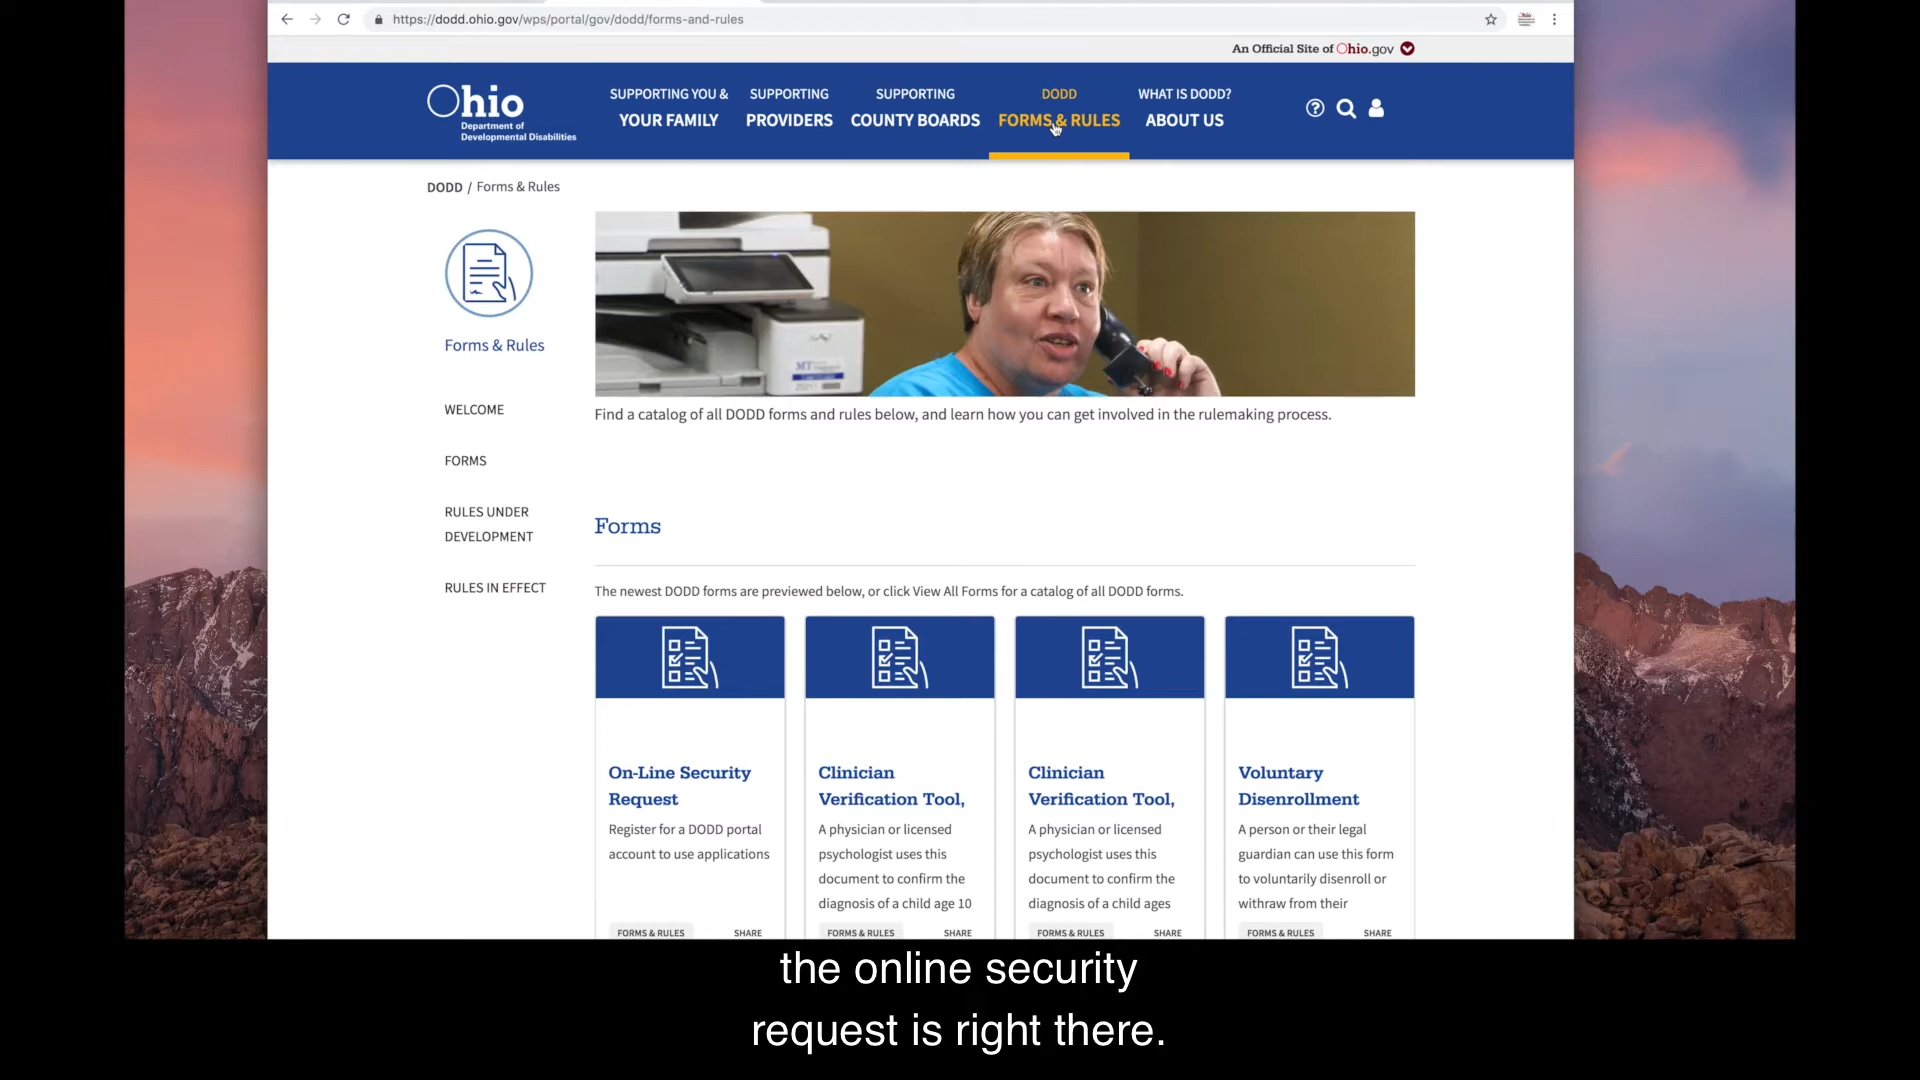 https://dodd.ohio.gov/wps/portal/gov/dodd/forms-and-rules
An Official Site of Ohio.gov
Ohio
Department of
Developmental Disabilities
SUPPORTING YOU &
YOUR FAMILY
SUPPORTING
PROVIDERS
SUPPORTING
COUNTY BOARDS
DODD
FORMS & RULES
WHAT IS DODD?
ABOUT US
DODD / Forms & Rules
Forms & Rules
WELCOME
FORMS
RULES UNDER
DEVELOPMENT
RULES IN EFFECT
Find a catalog of all DODD forms and rules below, and learn how you can get involved in the rulemaking process.
Forms
The newest DODD forms are previewed below, or click View All Forms for a catalog of all DODD forms.
On-Line Security
Request
Register for a DODD portal
account to use applications
FORMS & RULES
SHARE
Clinician
Verification Tool,
A physician or licensed
psychologist uses this
document to confirm the
diagnosis of a child age 10
FORMS & RULES
SHARE
Clinician
Verification Tool,
A physician or licensed
psychologist uses this
document to confirm the
diagnosis of a child ages
FORMS & RULES
SHARE
Voluntary
Disenrollment
A person or their legal
guardian can use this form
to voluntarily disenroll or
withraw from their
FORMS & RULES
SHARE
the online security
request is right there.